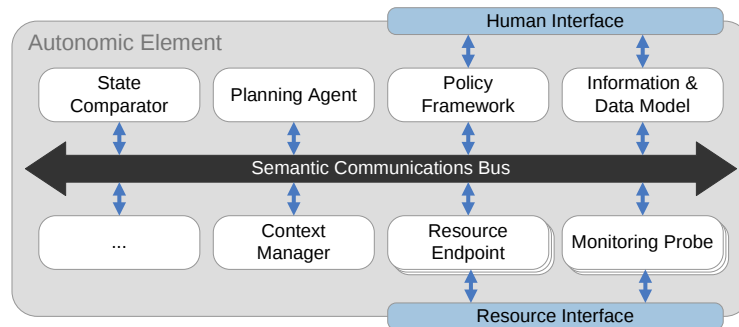 Human Interface
Autonomic Element
State
Comparator
Planning Agent
Policy
Framework
Information &
Data Model
Semantic Communications Bus
...
Context
Manager
Resource
Endpoint
Monitoring Probe
Resource Interface